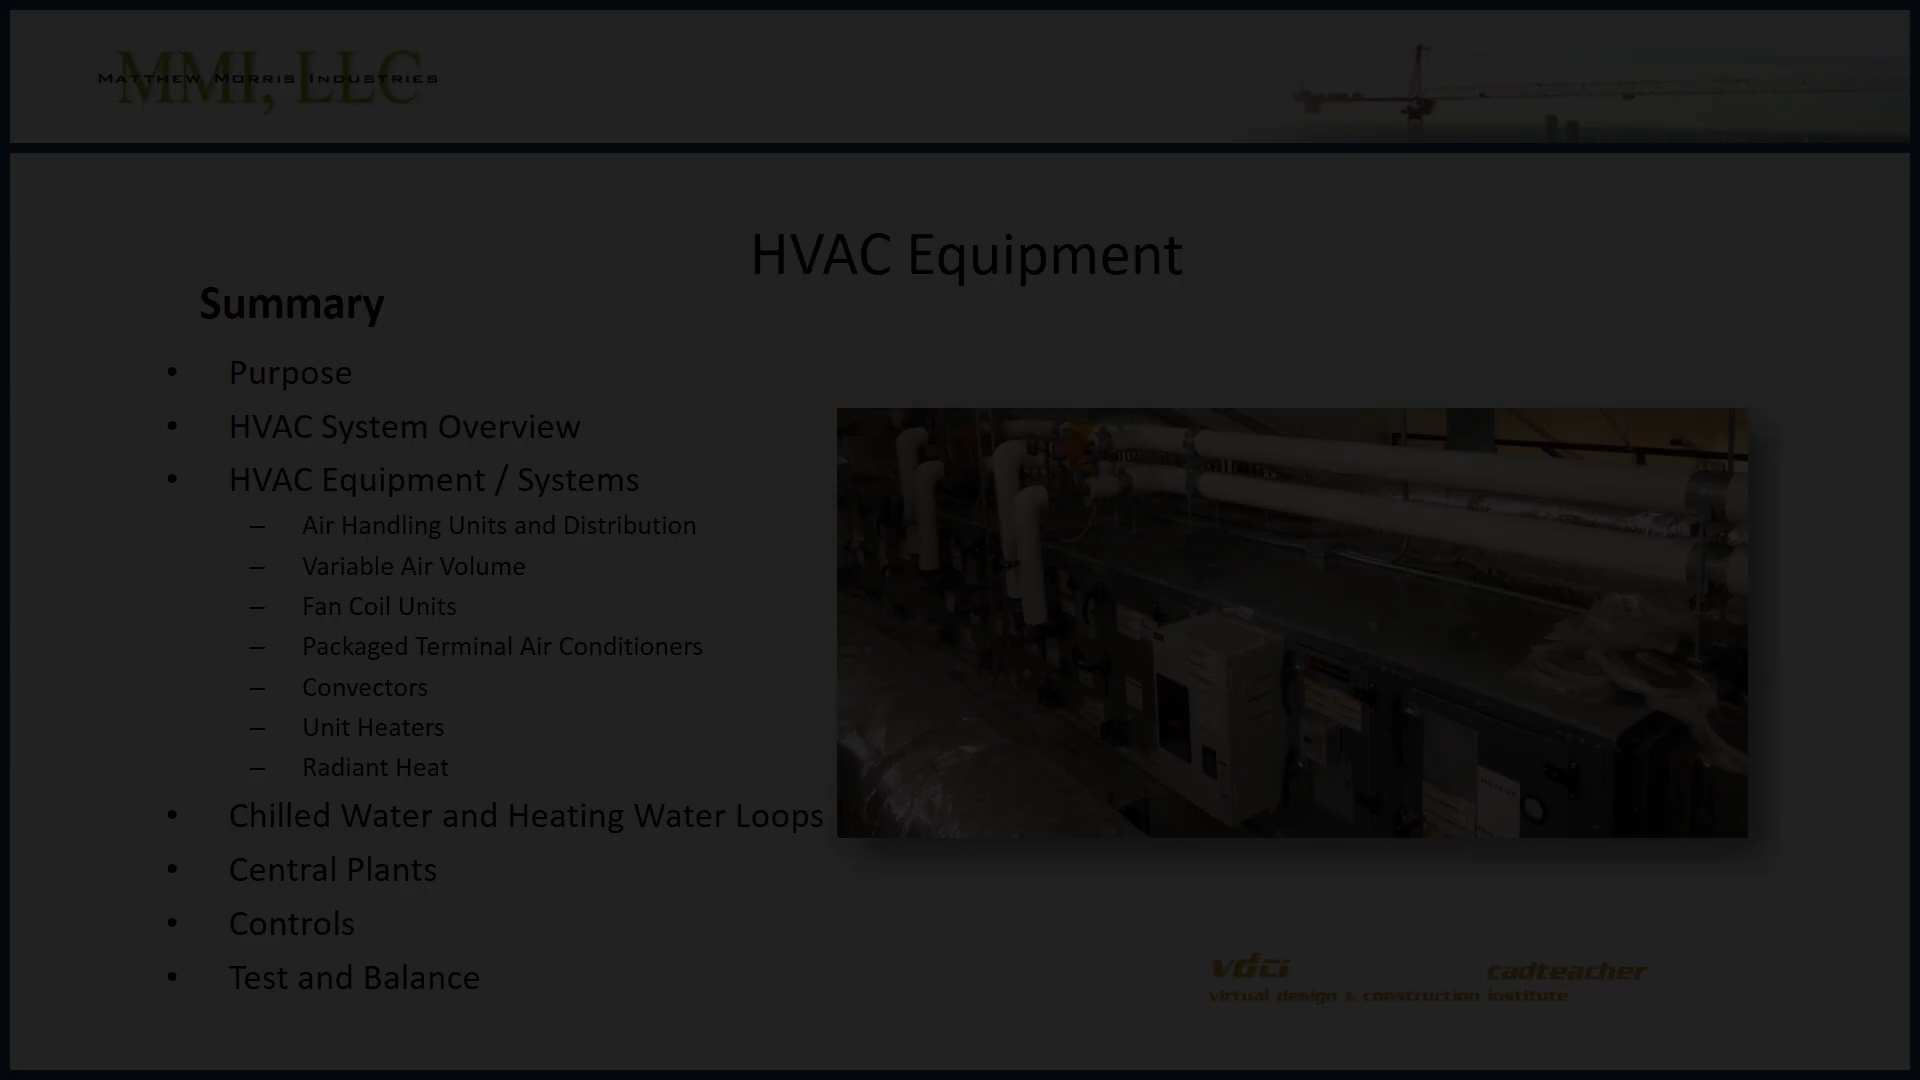 MMI, LLC
MATTHEW MORRIS INDUSTRIES
HVAC Equipment
Summary
• Purpose
• HVAC System Overview
• HVAC Equipment / Systems
– Air Handling Units and Distribution
– Variable Air Volume
– Fan Coil Units
– Packaged Terminal Air Conditioners
– Convectors
– Unit Heaters
– Radiant Heat
• Chilled Water and Heating Water Loops
• Central Plants
• Controls
• Test and Balance
vdci cadteacher
virtual design & construction institute